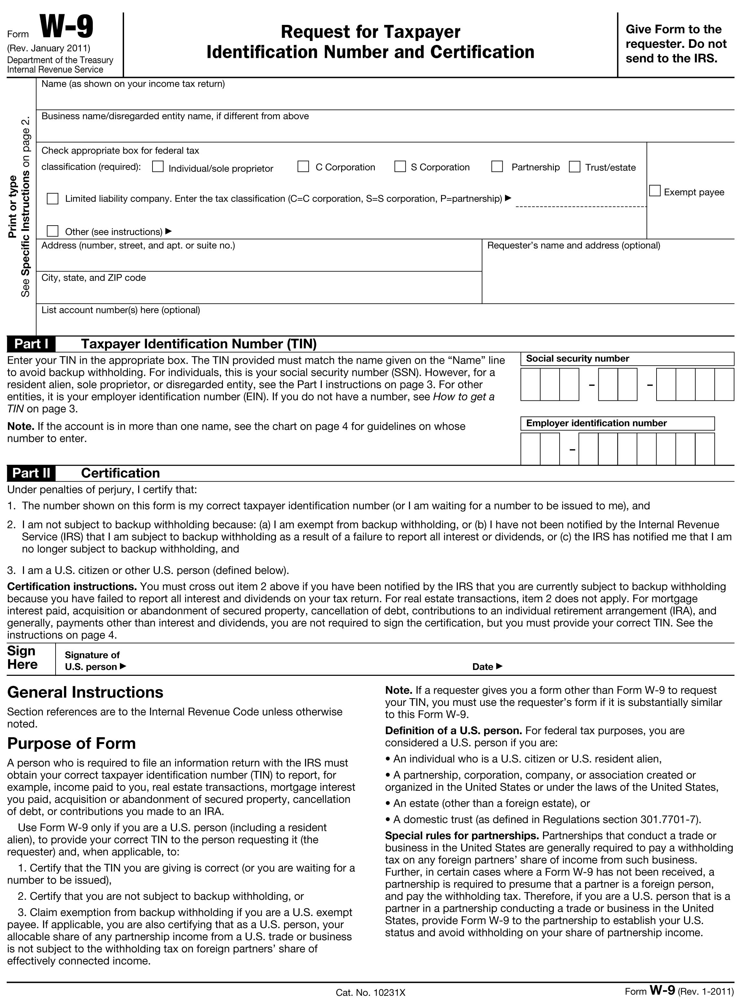 Form W-9
(Rev. January 2011)
Department of the Treasury
Internal Revenue Service
Request for Taxpayer
Identification Number and Certification
Give Form to the
requester. Do not
send to the IRS.
Print or type
See Specific Instructions on page 2.
Name (as shown on your income tax return)
Business name/disregarded entity name, if different from above
Check appropriate box for federal tax
classification (required): Individual/sole proprietor C Corporation S Corporation Partnership Trust/estate
Limited liability company. Enter the tax classification (C=C corporation, S=S corporation, P=partnership) ▶
Exempt payee
Other (see instructions) ▶
Address (number, street, and apt. or suite no.)
Requester’s name and address (optional)
City, state, and ZIP code
List account number(s) here (optional)
Part I Taxpayer Identification Number (TIN)
Enter your TIN in the appropriate box. The TIN provided must match the name given on the “Name” line
to avoid backup withholding. For individuals, this is your social security number (SSN). However, for a
resident alien, sole proprietor, or disregarded entity, see the Part I instructions on page 3. For other
entities, it is your employer identification number (EIN). If you do not have a number, see How to get a
TIN on page 3.
Note. If the account is in more than one name, see the chart on page 4 for guidelines on whose
number to enter.
Social security number
– –
Employer identification number
–
Part II Certification
Under penalties of perjury, I certify that:
1. The number shown on this form is my correct taxpayer identification number (or I am waiting for a number to be issued to me), and
2. I am not subject to backup withholding because: (a) I am exempt from backup withholding, or (b) I have not been notified by the Internal Revenue
Service (IRS) that I am subject to backup withholding as a result of a failure to report all interest or dividends, or (c) the IRS has notified me that I am
no longer subject to backup withholding, and
3. I am a U.S. citizen or other U.S. person (defined below).
Certification instructions. You must cross out item 2 above if you have been notified by the IRS that you are currently subject to backup withholding
because you have failed to report all interest and dividends on your tax return. For real estate transactions, item 2 does not apply. For mortgage
interest paid, acquisition or abandonment of secured property, cancellation of debt, contributions to an individual retirement arrangement (IRA), and
generally, payments other than interest and dividends, you are not required to sign the certification, but you must provide your correct TIN. See the
instructions on page 4.
Sign
Here
Signature of
U.S. person ▶
Date ▶
General Instructions
Section references are to the Internal Revenue Code unless otherwise
noted.
Purpose of Form
A person who is required to file an information return with the IRS must
obtain your correct taxpayer identification number (TIN) to report, for
example, income paid to you, real estate transactions, mortgage interest
you paid, acquisition or abandonment of secured property, cancellation
of debt, or contributions you made to an IRA.
Use Form W-9 only if you are a U.S. person (including a resident
alien), to provide your correct TIN to the person requesting it (the
requester) and, when applicable, to:
1. Certify that the TIN you are giving is correct (or you are waiting for a
number to be issued),
2. Certify that you are not subject to backup withholding, or
3. Claim exemption from backup withholding if you are a U.S. exempt
payee. If applicable, you are also certifying that as a U.S. person, your
allocable share of any partnership income from a U.S. trade or business
is not subject to the withholding tax on foreign partners’ share of
effectively connected income.
Note. If a requester gives you a form other than Form W-9 to request
your TIN, you must use the requester’s form if it is substantially similar
to this Form W-9.
Definition of a U.S. person. For federal tax purposes, you are
considered a U.S. person if you are:
• An individual who is a U.S. citizen or U.S. resident alien,
• A partnership, corporation, company, or association created or
organized in the United States or under the laws of the United States,
• An estate (other than a foreign estate), or
• A domestic trust (as defined in Regulations section 301.7701-7).
Special rules for partnerships. Partnerships that conduct a trade or
business in the United States are generally required to pay a withholding
tax on any foreign partners’ share of income from such business.
Further, in certain cases where a Form W-9 has not been received, a
partnership is required to presume that a partner is a foreign person,
and pay the withholding tax. Therefore, if you are a U.S. person that is a
partner in a partnership conducting a trade or business in the United
States, provide Form W-9 to the partnership to establish your U.S.
status and avoid withholding on your share of partnership income.
Cat. No. 10231X
Form W-9 (Rev. 1-2011)